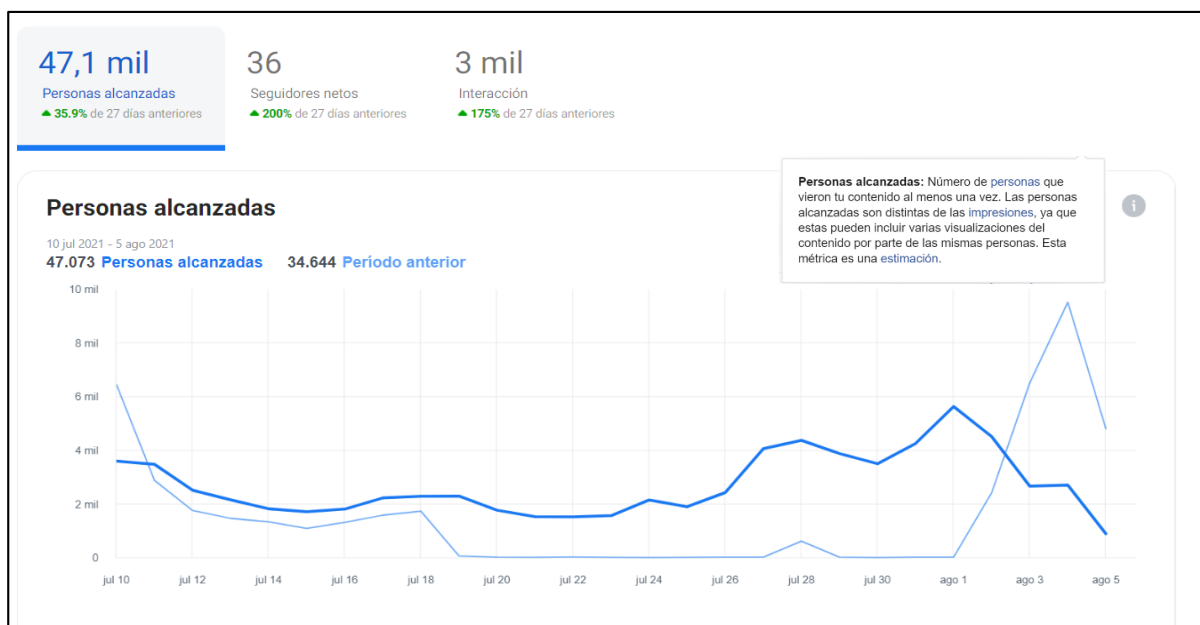 47,1 mil
Personas alcanzadas
35.9% de 27 días anteriores
36
Seguidores netos
200% de 27 días anteriores
3 mil
Interacción
175% de 27 días anteriores
Personas alcanzadas: Número de personas que
vieron tu contenido al menos una vez. Las personas
alcanzadas son distintas de las impresiones, ya que
estas pueden incluir varias visualizaciones del
contenido por parte de las mismas personas. Esta
métrica es una estimación.
i
Personas alcanzadas
10 jul 2021 - 5 ago 2021
47.073 Personas alcanzadas 34.644 Período anterior
10 mil
8 mil
6 mil
4 mil
2 mil
0
jul 10 jul 12 jul 14 jul 16 jul 18 jul 20 jul 22 jul 24 jul 26 jul 28 jul 30 ago 1 ago 3 ago 5